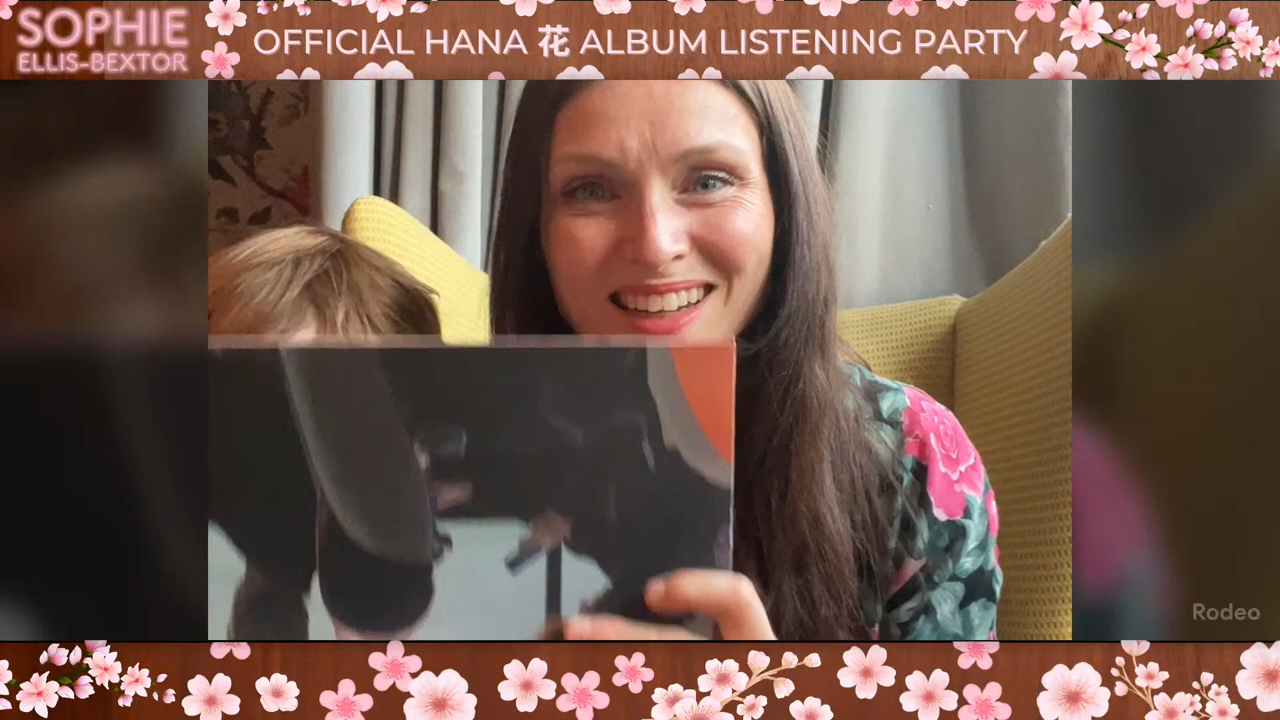 SOPHIE
ELLIS-BEXTOR
OFFICIAL HANA 花 ALBUM LISTENING PARTY
Rodeo